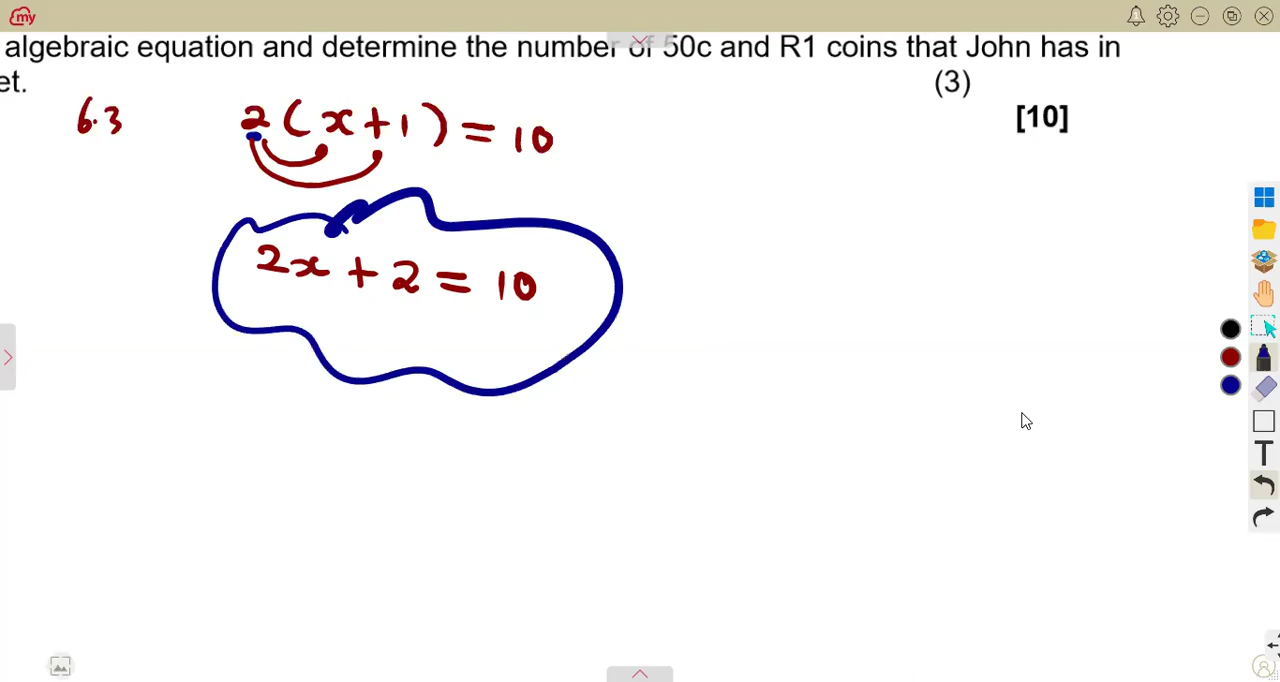 my
algebraic equation and determine the number of 50c and R1 coins that John has in
et. (3)
6.3 2(x+1) = 10 [10]
2x + 2 = 10
T